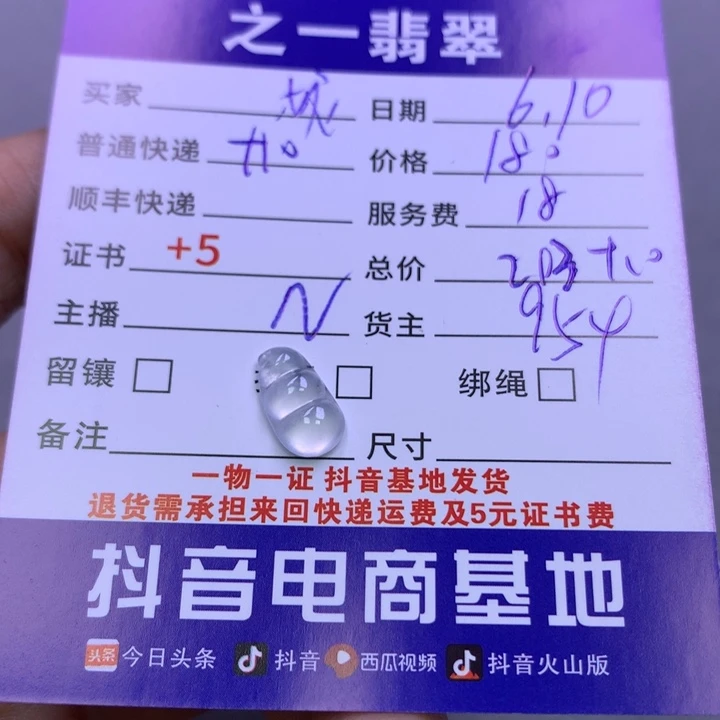 之一翡翠
买家 日期 6.10
普通快递 +10 价格 180
顺丰快递 服务费 18
证书 +5 总价 203 +10
主播 N 货主 954
留镶 绑绳
备注 尺寸
一物一证 抖音基地发货
退货需承担来回快递运费及5元证书费
抖音电商基地
头条 今日头条 抖音 西瓜视频 抖音火山版